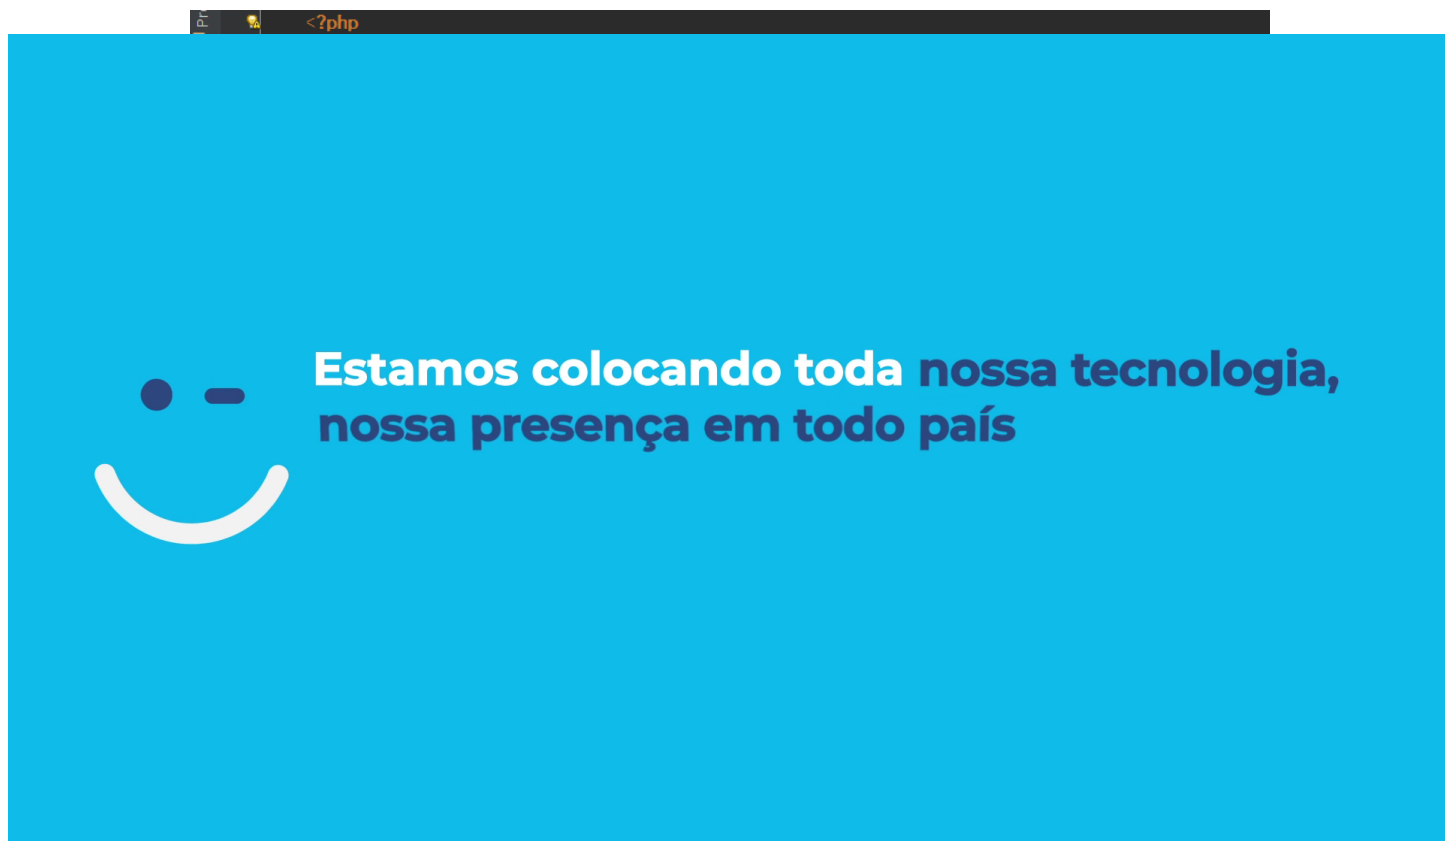 <?php
Estamos colocando toda nossa tecnologia,
nossa presença em todo país